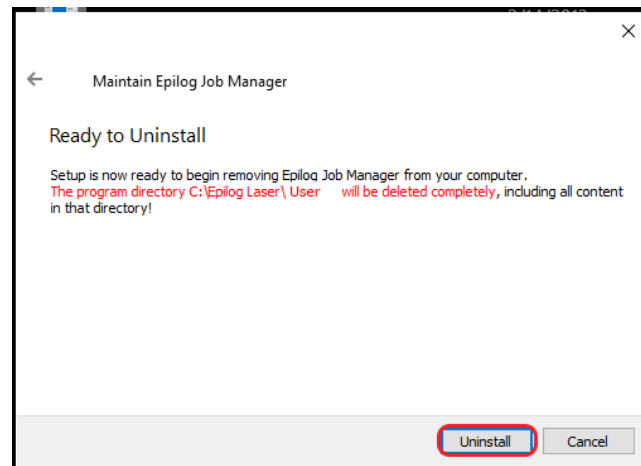 Maintain Epilog Job Manager
Ready to Uninstall
Setup is now ready to begin removing Epilog Job Manager from your computer.
The program directory C:\Epilog Laser\ User will be deleted completely, including all content
in that directory!
Uninstall Cancel